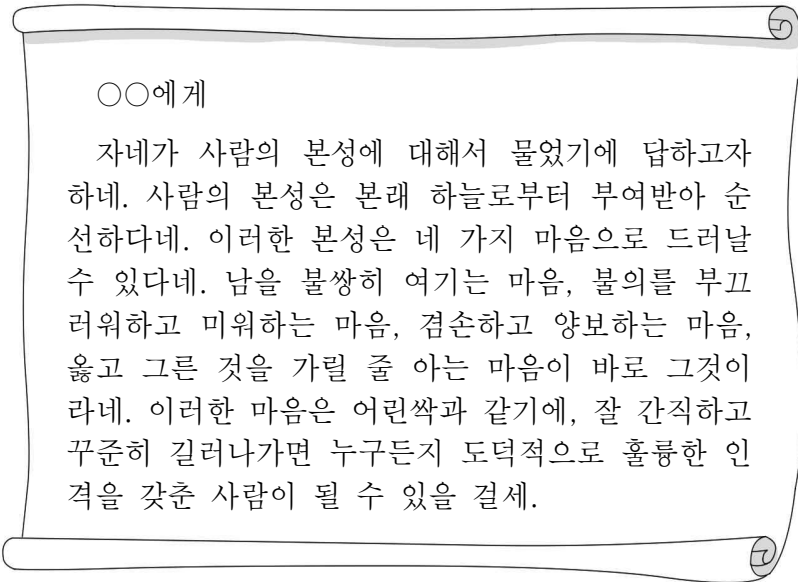 ○○에게
자네가 사람의 본성에 대해서 물었기에 답하고자
하네. 사람의 본성은 본래 하늘로부터 부여받아 순
선하다네. 이러한 본성은 네 가지 마음으로 드러날
수 있다네. 남을 불쌍히 여기는 마음, 불의를 부끄
러워하고 미워하는 마음, 겸손하고 양보하는 마음,
옳고 그른 것을 가릴 줄 아는 마음이 바로 그것이
라네. 이러한 마음은 어린싹과 같기에, 잘 간직하고
꾸준히 길러나가면 누구든지 도덕적으로 훌륭한 인
격을 갖춘 사람이 될 수 있을 걸세.